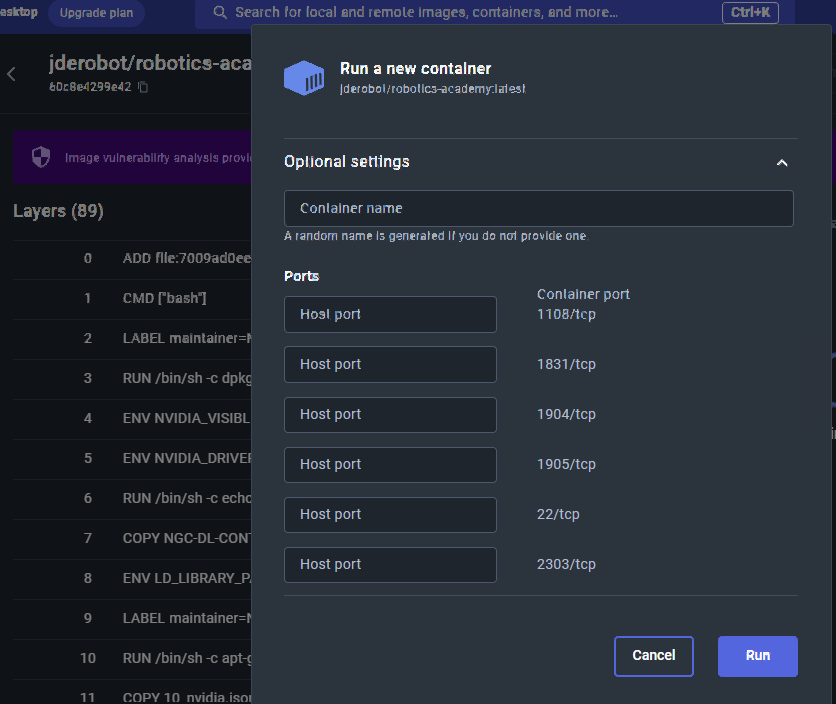 esktop
Upgrade plan
Search for local and remote images, containers, and more...
Ctrl+K
jderobot/robotics-aca
60c8e4299e42
Image vulnerability analysis provi
Layers (89)
0 ADD file:7009ad0ee
1 CMD ["bash"]
2 LABEL maintainer=N
3 RUN /bin/sh -c dpkg
4 ENV NVIDIA_VISIBL
5 ENV NVIDIA_DRIVER
6 RUN /bin/sh -c echo
7 COPY NGC-DL-CONT
8 ENV LD_LIBRARY_PA
9 LABEL maintainer=N
10 RUN /bin/sh -c apt-g
11 COPY 10_nvidia.json
Run a new container
jderobot/robotics-academy:latest
Optional settings
Container name
A random name is generated if you do not provide one.
Ports
Container port
Host port 1108/tcp
Host port 1831/tcp
Host port 1904/tcp
Host port 1905/tcp
Host port 22/tcp
Host port 2303/tcp
Cancel
Run